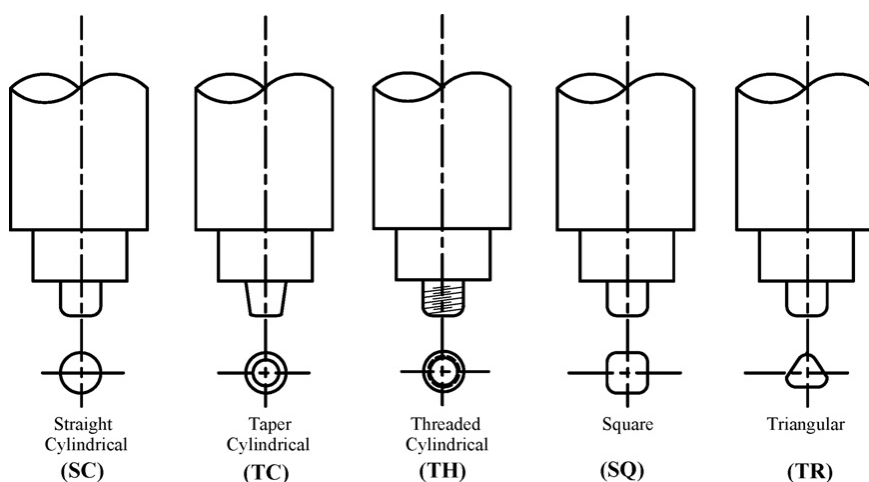 Straight
Cylindrical
(SC)
Taper
Cylindrical
(TC)
Threaded
Cylindrical
(TH)
Square
(SQ)
Triangular
(TR)